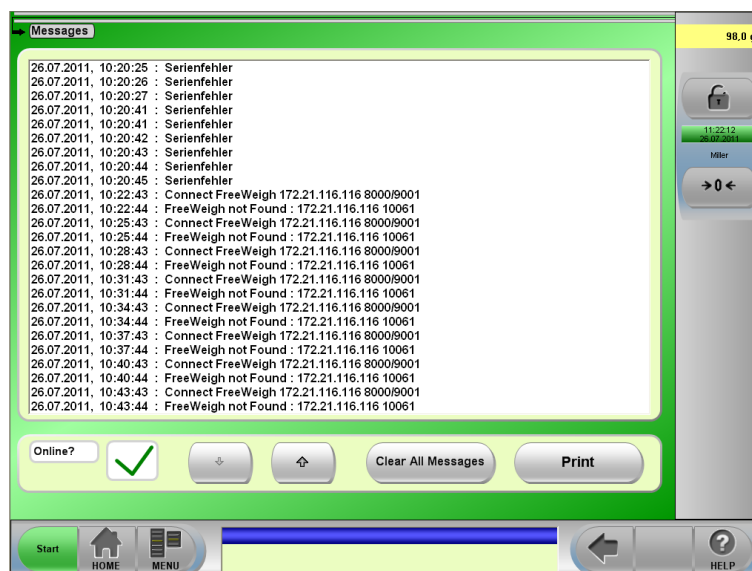 Messages
98,0 g
26.07.2011, 10:20:25 : Serienfehler
26.07.2011, 10:20:26 : Serienfehler
26.07.2011, 10:20:27 : Serienfehler
26.07.2011, 10:20:41 : Serienfehler
26.07.2011, 10:20:41 : Serienfehler
26.07.2011, 10:20:42 : Serienfehler
26.07.2011, 10:20:43 : Serienfehler
26.07.2011, 10:20:44 : Serienfehler
26.07.2011, 10:20:45 : Serienfehler
26.07.2011, 10:22:43 : Connect FreeWeigh 172.21.116.116 8000/9001
26.07.2011, 10:22:44 : FreeWeigh not Found : 172.21.116.116 10061
26.07.2011, 10:25:43 : Connect FreeWeigh 172.21.116.116 8000/9001
26.07.2011, 10:25:44 : FreeWeigh not Found : 172.21.116.116 10061
26.07.2011, 10:28:43 : Connect FreeWeigh 172.21.116.116 8000/9001
26.07.2011, 10:28:44 : FreeWeigh not Found : 172.21.116.116 10061
26.07.2011, 10:31:43 : Connect FreeWeigh 172.21.116.116 8000/9001
26.07.2011, 10:31:44 : FreeWeigh not Found : 172.21.116.116 10061
26.07.2011, 10:34:43 : Connect FreeWeigh 172.21.116.116 8000/9001
26.07.2011, 10:34:44 : FreeWeigh not Found : 172.21.116.116 10061
26.07.2011, 10:37:43 : Connect FreeWeigh 172.21.116.116 8000/9001
26.07.2011, 10:37:44 : FreeWeigh not Found : 172.21.116.116 10061
26.07.2011, 10:40:43 : Connect FreeWeigh 172.21.116.116 8000/9001
26.07.2011, 10:40:44 : FreeWeigh not Found : 172.21.116.116 10061
26.07.2011, 10:43:43 : Connect FreeWeigh 172.21.116.116 8000/9001
26.07.2011, 10:43:44 : FreeWeigh not Found : 172.21.116.116 10061
11:22:12
26.07.2011
Miller
→0←
Online?
Clear All Messages
Print
Start
HOME
MENU
HELP